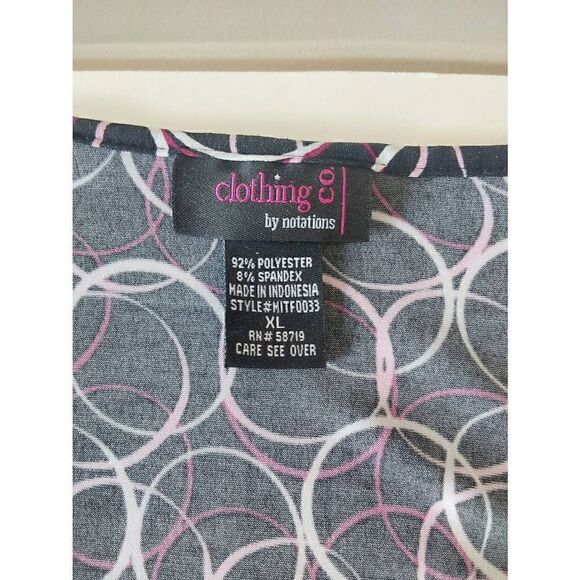 clothing co
by notations
92% POLYESTER
8% SPANDEX
MADE IN INDONESIA
STYLE#MITF0033
XL
RN# 58719
CARE SEE OVER